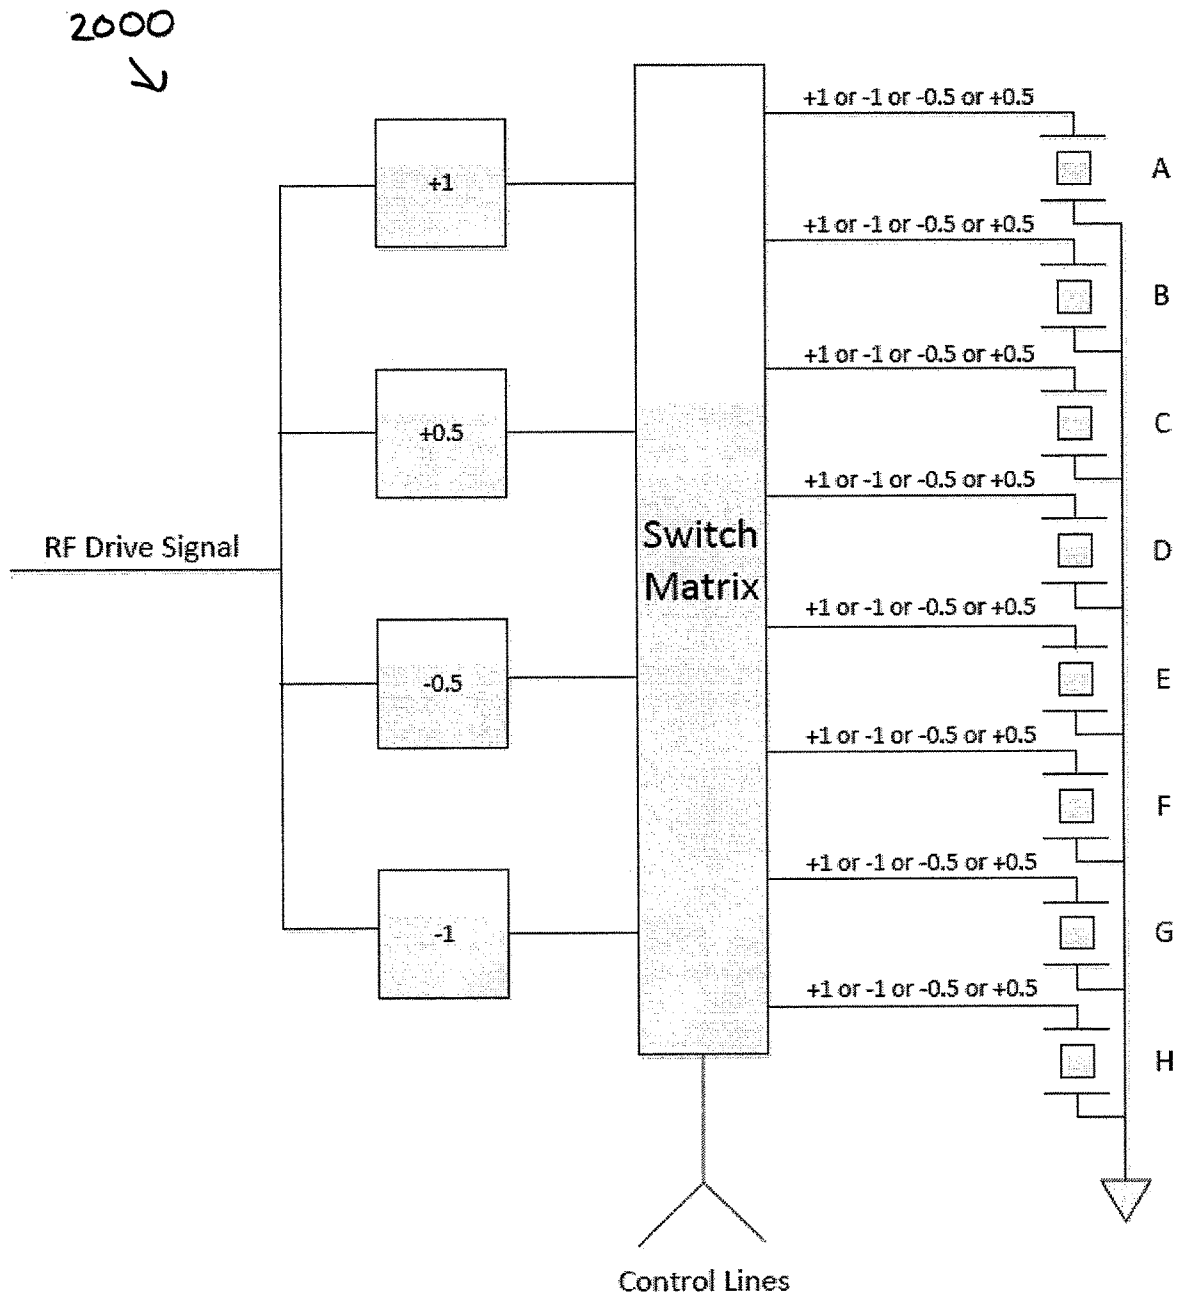 2000
+1 or -1 or -0.5 or +0.5
A
+1
+1 or -1 or -0.5 or +0.5
B
+1 or -1 or -0.5 or +0.5
C
+0.5
+1 or -1 or -0.5 or +0.5
RF Drive Signal
Switch
Matrix
D
+1 or -1 or -0.5 or +0.5
E
-0.5
+1 or -1 or -0.5 or +0.5
F
+1 or -1 or -0.5 or +0.5
G
-1
+1 or -1 or -0.5 or +0.5
H
Control Lines